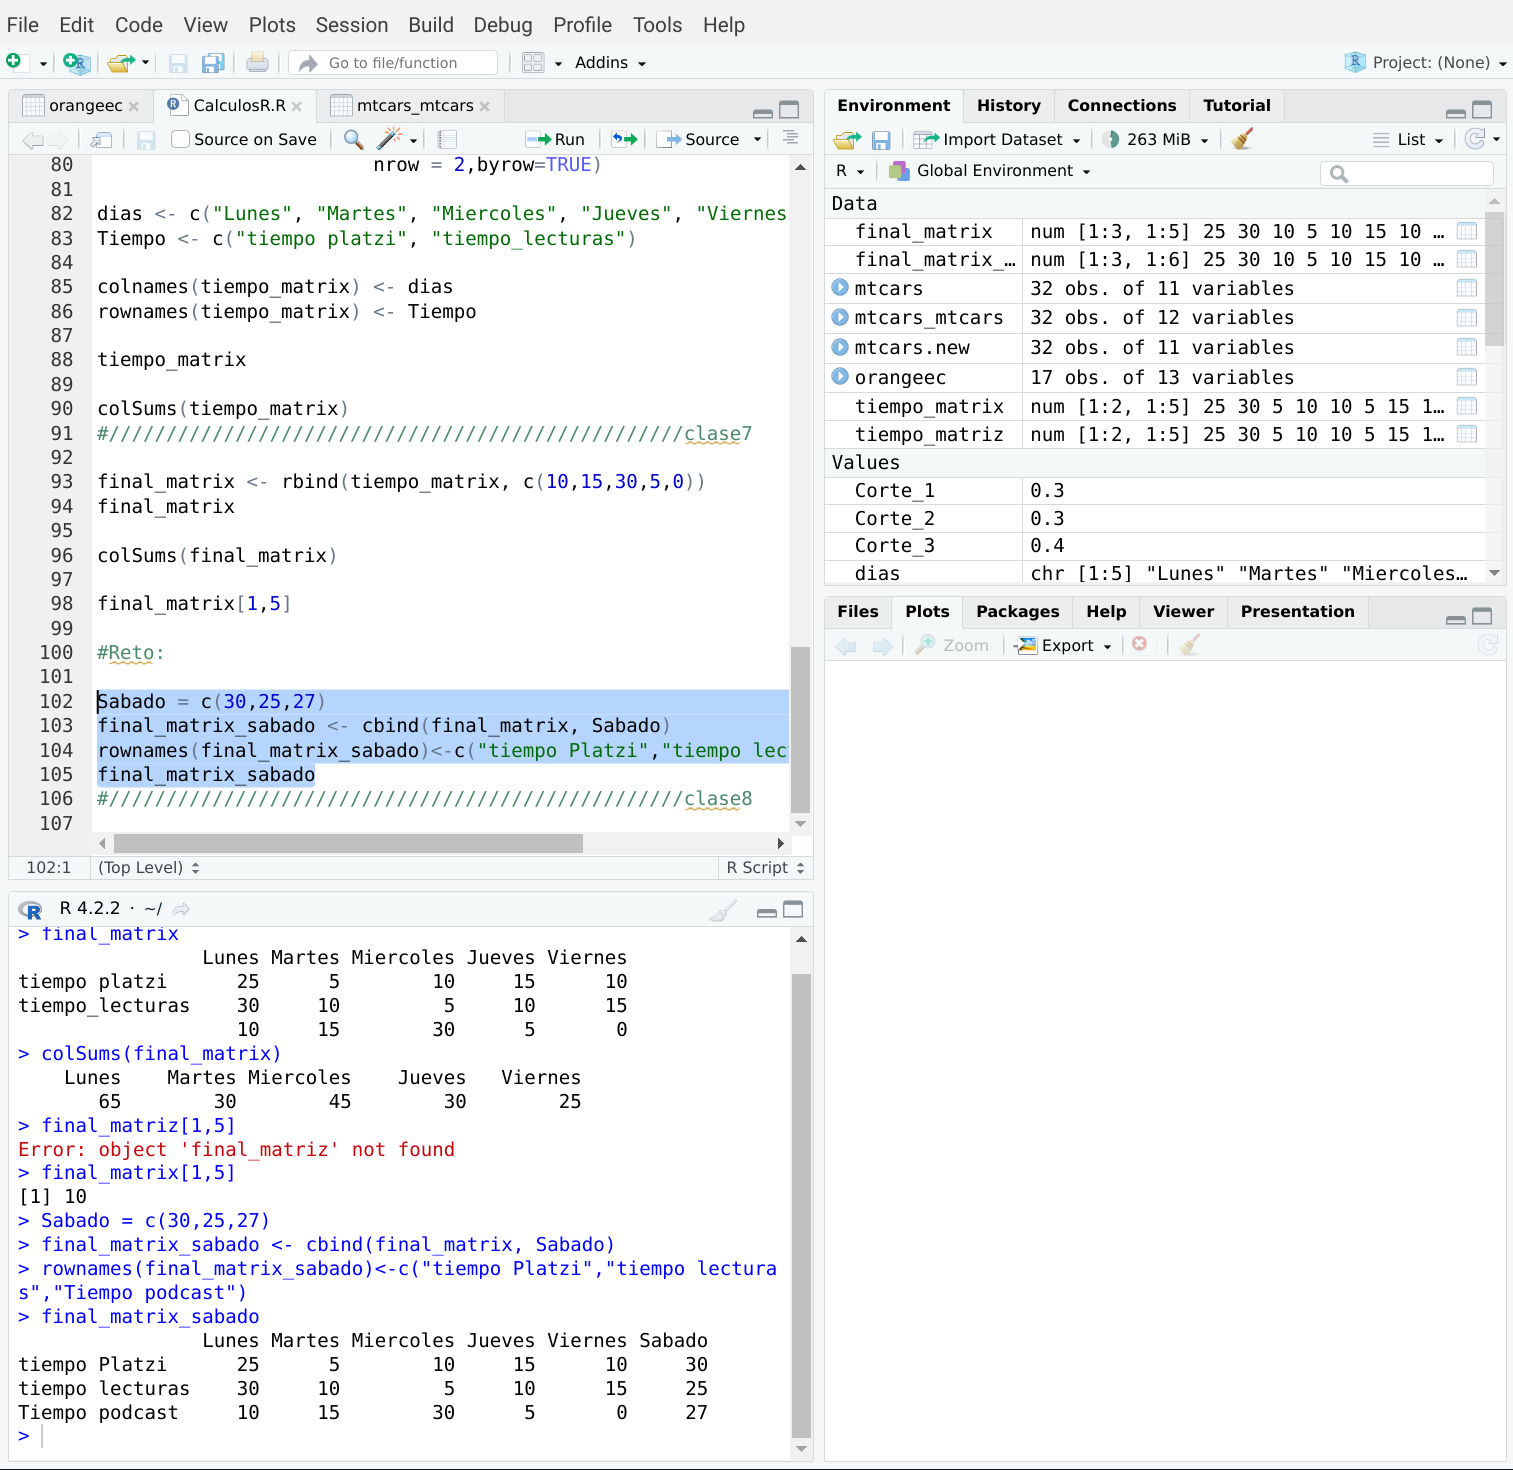 File Edit Code View Plots Session Build Debug Profile Tools Help
Go to file/function Addins Project: (None)
orangeec CalculosR.R mtcars_mtcars
Source on Save Run Source
80 nrow = 2,byrow=TRUE)
81
82 dias <- c("Lunes", "Martes", "Miercoles", "Jueves", "Viernes
83 Tiempo <- c("tiempo platzi", "tiempo_lecturas")
84
85 colnames(tiempo_matrix) <- dias
86 rownames(tiempo_matrix) <- Tiempo
87
88 tiempo_matrix
89
90 colSums(tiempo_matrix)
91 #//////////////////////////////////////////////////clase7
92
93 final_matrix <- rbind(tiempo_matrix, c(10,15,30,5,0))
94 final_matrix
95
96 colSums(final_matrix)
97
98 final_matrix[1,5]
99
100 #Reto:
101
102 Sabado = c(30,25,27)
103 final_matrix_sabado <- cbind(final_matrix, Sabado)
104 rownames(final_matrix_sabado)<-c("tiempo Platzi","tiempo lec
105 final_matrix_sabado
106 #//////////////////////////////////////////////////clase8
107
102:1 (Top Level) R Script
R 4.2.2 · ~/
> final_matrix
Lunes Martes Miercoles Jueves Viernes
tiempo platzi 25 5 10 15 10
tiempo_lecturas 30 10 5 10 15
10 15 30 5 0
> colSums(final_matrix)
Lunes Martes Miercoles Jueves Viernes
65 30 45 30 25
> final_matriz[1,5]
Error: object 'final_matriz' not found
> final_matrix[1,5]
[1] 10
> Sabado = c(30,25,27)
> final_matrix_sabado <- cbind(final_matrix, Sabado)
> rownames(final_matrix_sabado)<-c("tiempo Platzi","tiempo lectura
s","Tiempo podcast")
> final_matrix_sabado
Lunes Martes Miercoles Jueves Viernes Sabado
tiempo Platzi 25 5 10 15 10 30
tiempo lecturas 30 10 5 10 15 25
Tiempo podcast 10 15 30 5 0 27
>
Environment History Connections Tutorial
Import Dataset 263 MiB List
R Global Environment
Data
final_matrix num [1:3, 1:5] 25 30 10 5 10 15 10 …
final_matrix_… num [1:3, 1:6] 25 30 10 5 10 15 10 …
mtcars 32 obs. of 11 variables
mtcars_mtcars 32 obs. of 12 variables
mtcars.new 32 obs. of 11 variables
orangeec 17 obs. of 13 variables
tiempo_matrix num [1:2, 1:5] 25 30 5 10 10 5 15 1…
tiempo_matriz num [1:2, 1:5] 25 30 5 10 10 5 15 1…
Values
Corte_1 0.3
Corte_2 0.3
Corte_3 0.4
dias chr [1:5] "Lunes" "Martes" "Miercoles…
Files Plots Packages Help Viewer Presentation
Zoom Export